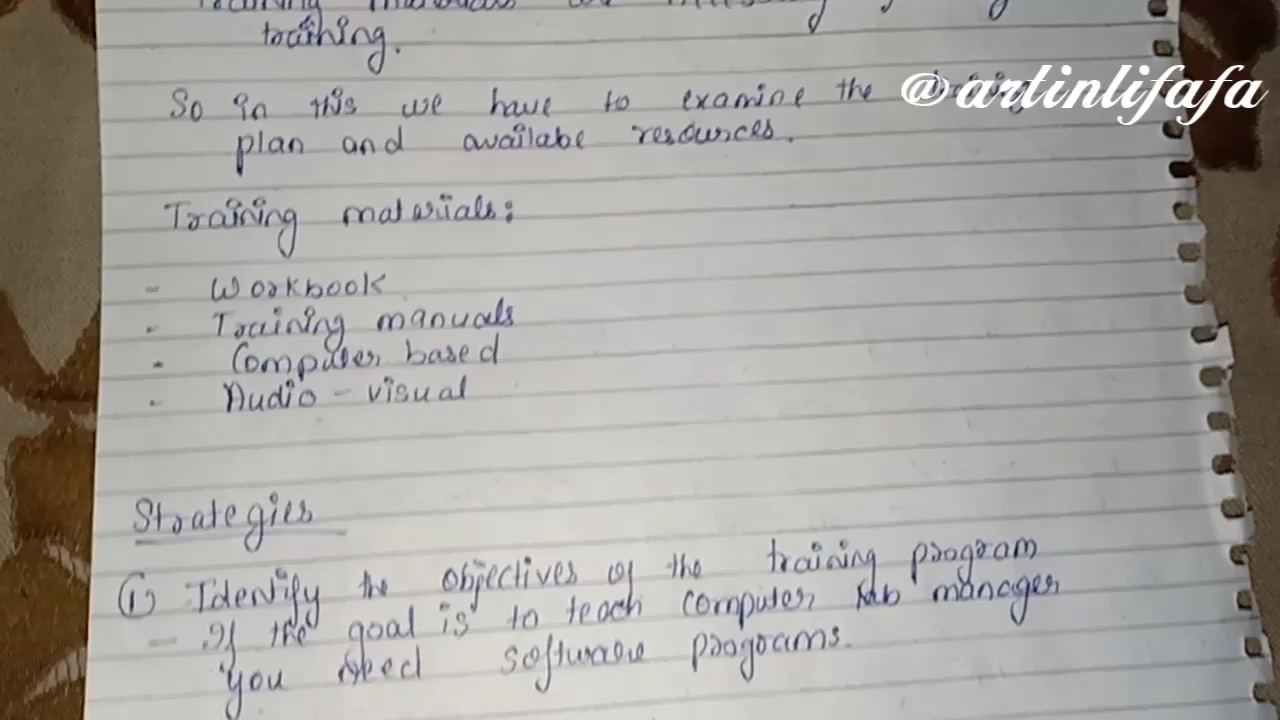 training.
@artinlifafa
So in this we have to examine the training
plan and availabe resources.
Training materials:
- Workbook
- Training manuals
- Computer based
- Audio - visual
Strategies
(1) Identify the objectives of the training program
- If the goal is to teach computer lab manager
you need software programs.